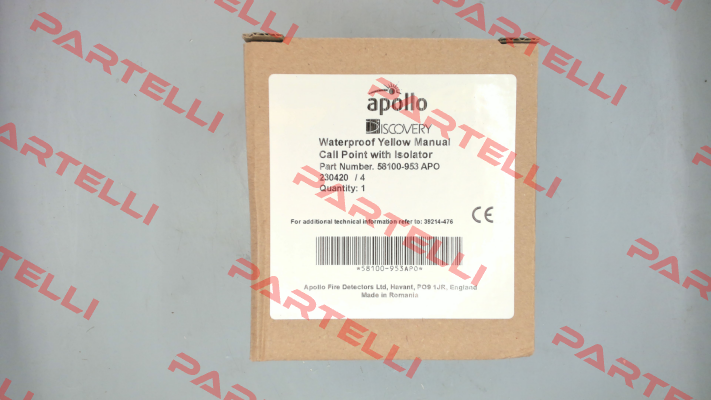 apollo
DISCOVERY
Waterproof Yellow Manual
Call Point with Isolator
Part Number. 58100-953 APO
230420 / 4
Quantity: 1
For additional technical information refer to: 39214-476
CE
*58100-953APO*
Apollo Fire Detectors Ltd, Havant, PO9 1JR, England
Made in Romania
PARTELLI
PARTELLI
PARTELLI
PARTELLI
PARTELLI
PARTELLI
PARTELLI
PARTELLI